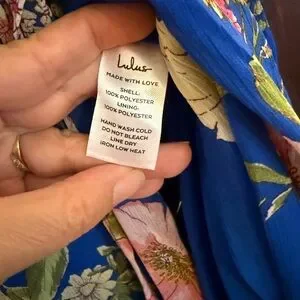 Lulus
MADE WITH LOVE
SHELL:
100% POLYESTER
LINING:
100% POLYESTER
HAND WASH COLD
DO NOT BLEACH
LINE DRY
IRON LOW HEAT